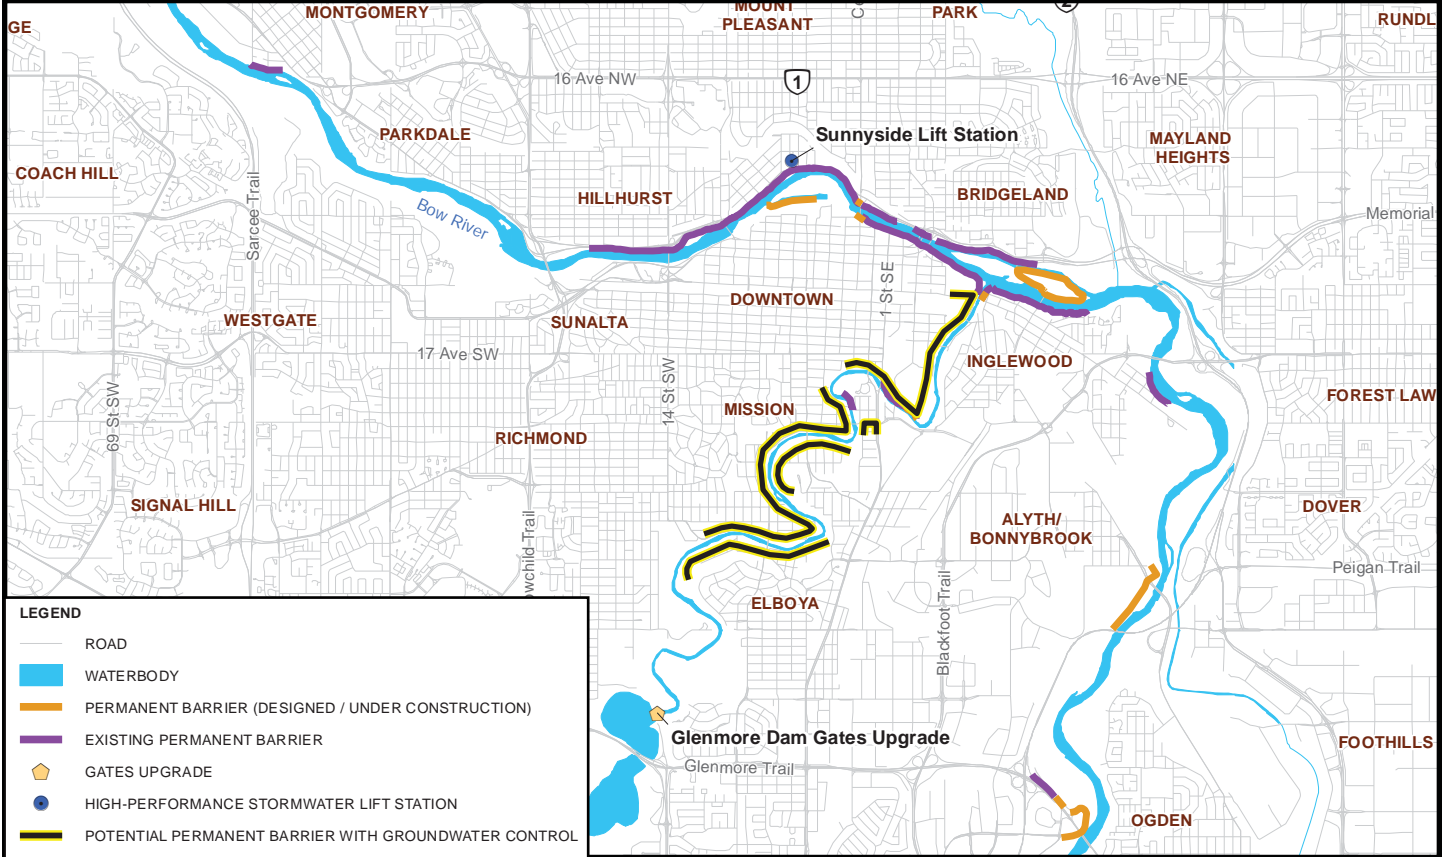 MONTGOMERY
MOUNT
PLEASANT
PARK
2
RUNDL
GE
16 Ave NW
1
16 Ave NE
PARKDALE
Sunnyside Lift Station
MAYLAND
HEIGHTS
COACH HILL
Sarcee Trail
HILLHURST
BRIDGELAND
Bow River
Memorial
1 St SE
DOWNTOWN
WESTGATE
SUNALTA
17 Ave SW
INGLEWOOD
69 St SW
14 St SW
MISSION
FOREST LAW
RICHMOND
SIGNAL HILL
ALYTH/
BONNYBROOK
DOVER
owchild Trail
Peigan Trail
Blackfoot Trail
ELBOYA
LEGEND
ROAD
WATERBODY
PERMANENT BARRIER (DESIGNED / UNDER CONSTRUCTION)
EXISTING PERMANENT BARRIER
GATES UPGRADE
HIGH-PERFORMANCE STORMWATER LIFT STATION
POTENTIAL PERMANENT BARRIER WITH GROUNDWATER CONTROL
Glenmore Dam Gates Upgrade
Glenmore Trail
FOOTHILLS
OGDEN